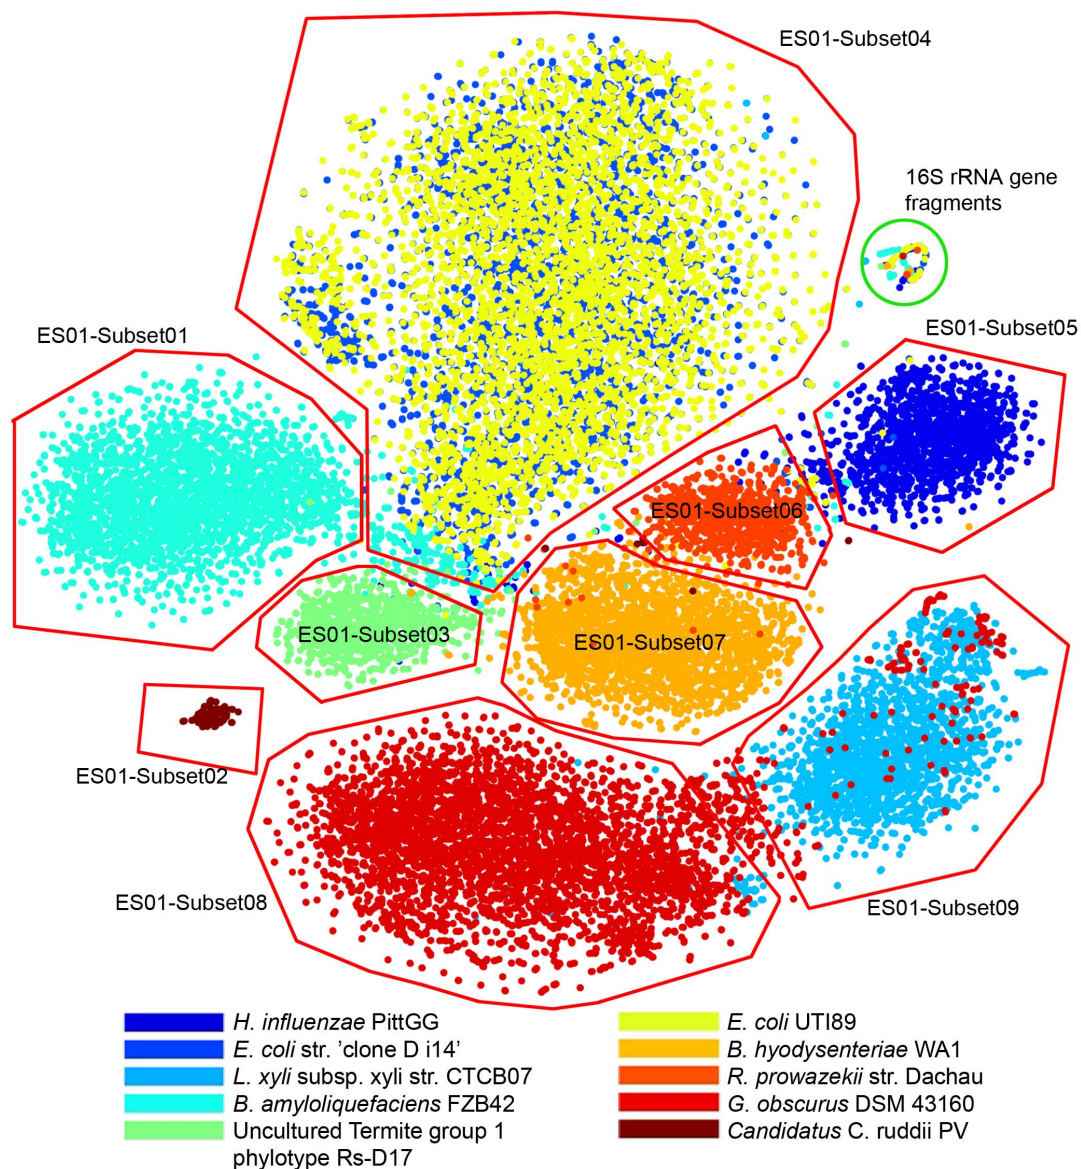 ES01-Subset04
16S rRNA gene
fragments
ES01-Subset05
ES01-Subset01
ES01-Subset06
ES01-Subset03
ES01-Subset07
ES01-Subset02
ES01-Subset08
ES01-Subset09
H. influenzae PittGG
E. coli str. ’clone D i14’
L. xyli subsp. xyli str. CTCB07
B. amyloliquefaciens FZB42
Uncultured Termite group 1
phylotype Rs-D17
E. coli UTI89
B. hyodysenteriae WA1
R. prowazekii str. Dachau
G. obscurus DSM 43160
Candidatus C. ruddii PV